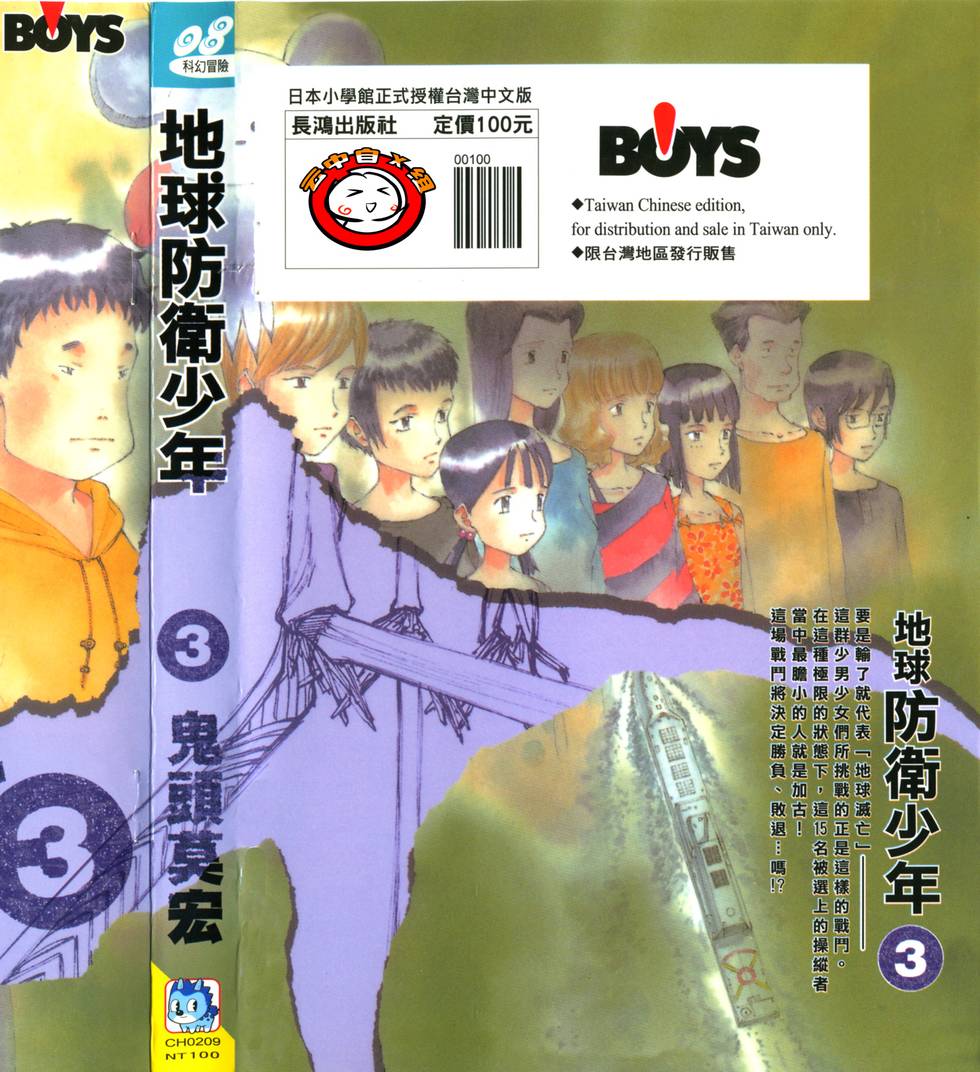 BOYS
08
科幻冒險
地球防衛少年
3
鬼頭莫宏
CH0209
NT100
3
日本小學館正式授權台灣中文版
長鴻出版社 定價100元
云中自X組
00100
BOYS
◆Taiwan Chinese edition,
for distribution and sale in Taiwan only.
◆限台灣地區發行販售
地球防衛少年
3
要是輸了就代表「地球滅亡」——
這群少男少女們所挑戰的正是這樣的戰鬥。
在這種極限的狀態下，這15名被選上的操縱者
當中最膽小的人就是加古！
這場戰鬥將決定勝負、敗退…嗎!?